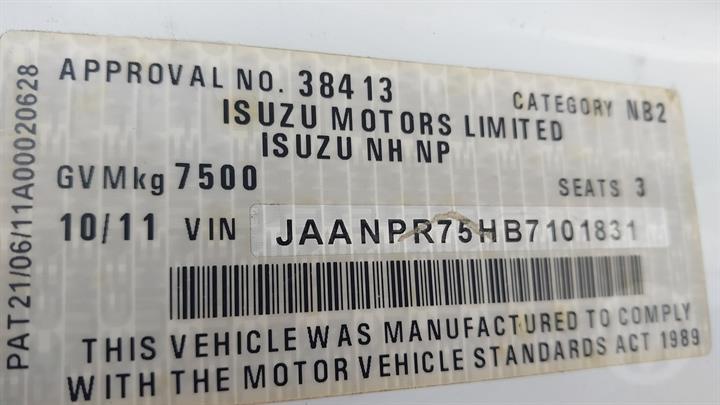 APPROVAL NO. 38413 CATEGORY NB2
ISUZU MOTORS LIMITED
ISUZU NH NP
GVMkg 7500 SEATS 3
10/11 VIN JAANPR75HB7101831
THIS VEHICLE WAS MANUFACTURED TO COMPLY
WITH THE MOTOR VEHICLE STANDARDS ACT 1989
PAT21/06/11A00020628